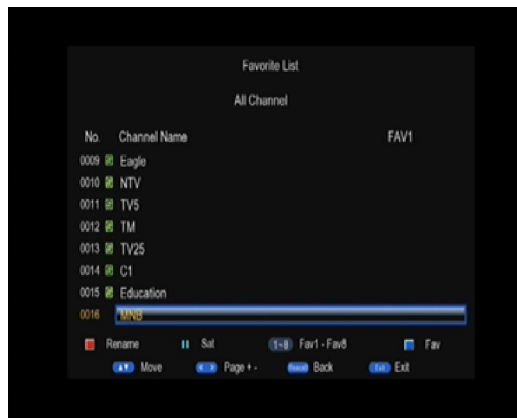 Favorite List
All Channel
No. Channel Name FAV1
0009 Eagle
0010 NTV
0011 TV5
0012 TM
0013 TV25
0014 C1
0015 Education
0016 MNB
Rename Sat 1~8 Fav1 - Fav8 Fav
Move Page + - Back Exit Exit